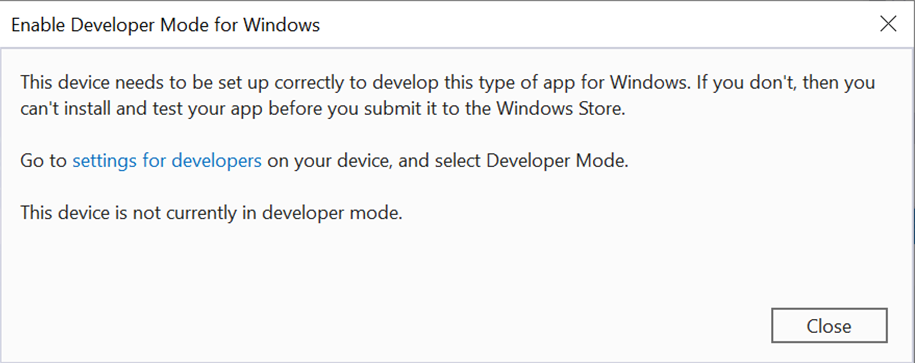 Enable Developer Mode for Windows
This device needs to be set up correctly to develop this type of app for Windows. If you don't, then you
can't install and test your app before you submit it to the Windows Store.
Go to settings for developers on your device, and select Developer Mode.
This device is not currently in developer mode.
Close